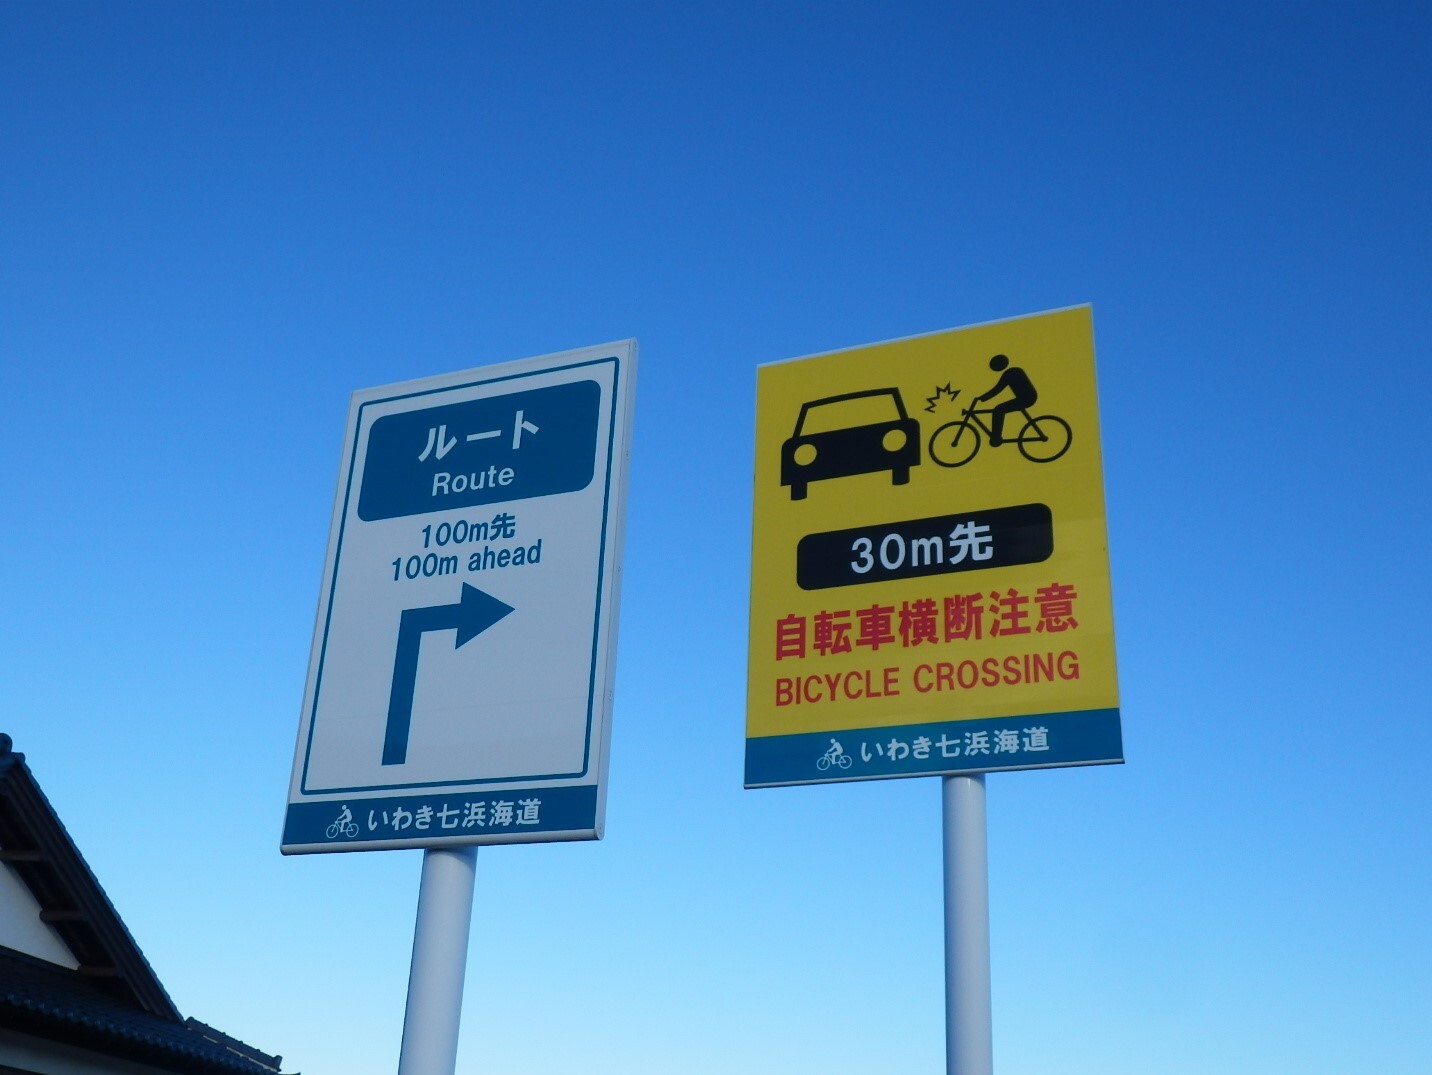 ルート
Route
100m先
100m ahead
いわき七浜海道
30m先
自転車横断注意
BICYCLE CROSSING
いわき七浜海道